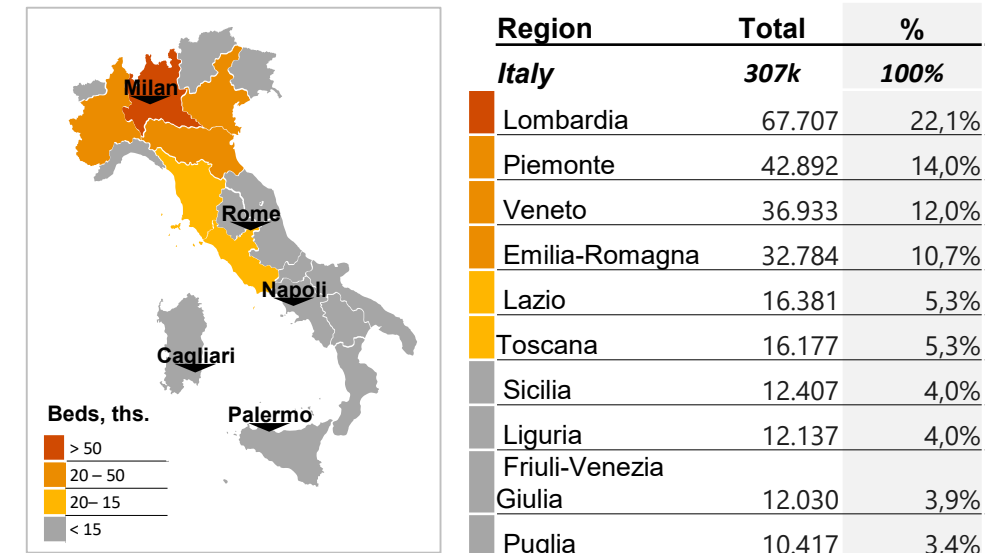 Milan
Rome
Napoli
Cagliari
Palermo
Beds, ths.
> 50
20 – 50
20– 15
< 15
Region Total %
Italy 307k 100%
Lombardia 67.707 22,1%
Piemonte 42.892 14,0%
Veneto 36.933 12,0%
Emilia-Romagna 32.784 10,7%
Lazio 16.381 5,3%
Toscana 16.177 5,3%
Sicilia 12.407 4,0%
Liguria 12.137 4,0%
Friuli-Venezia
Giulia 12.030 3,9%
Puglia 10.417 3,4%